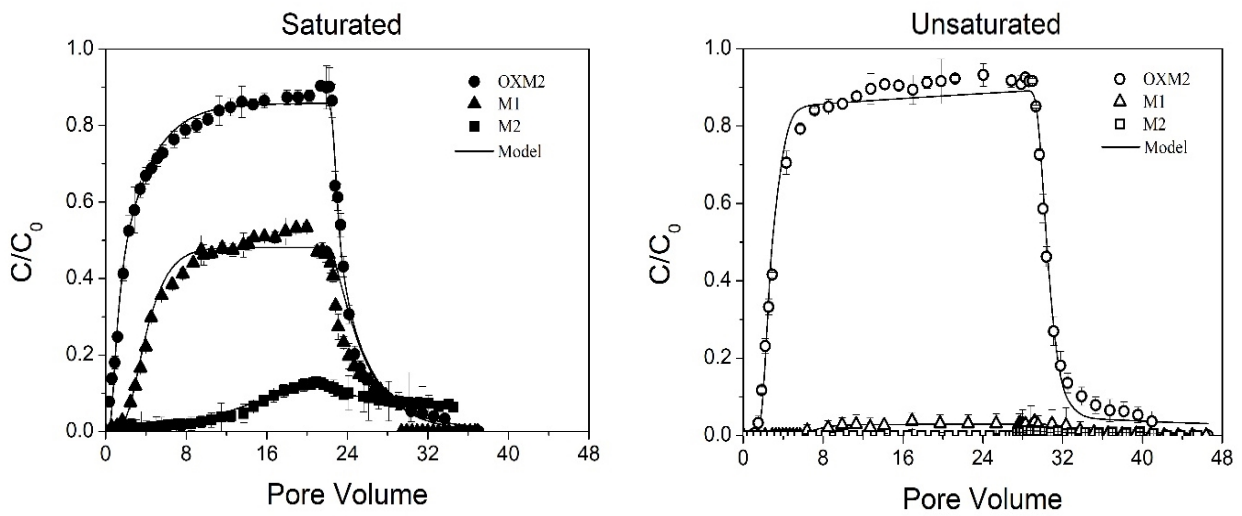 Saturated
1.0
0.8
0.6
0.4
0.2
0.0
C/C0
OXM2
M1
M2
Model
0 8 16 24 32 40 48
Pore Volume
Unsaturated
1.0
0.8
0.6
0.4
0.2
0.0
C/C0
OXM2
M1
M2
Model
0 8 16 24 32 40 48
Pore Volume